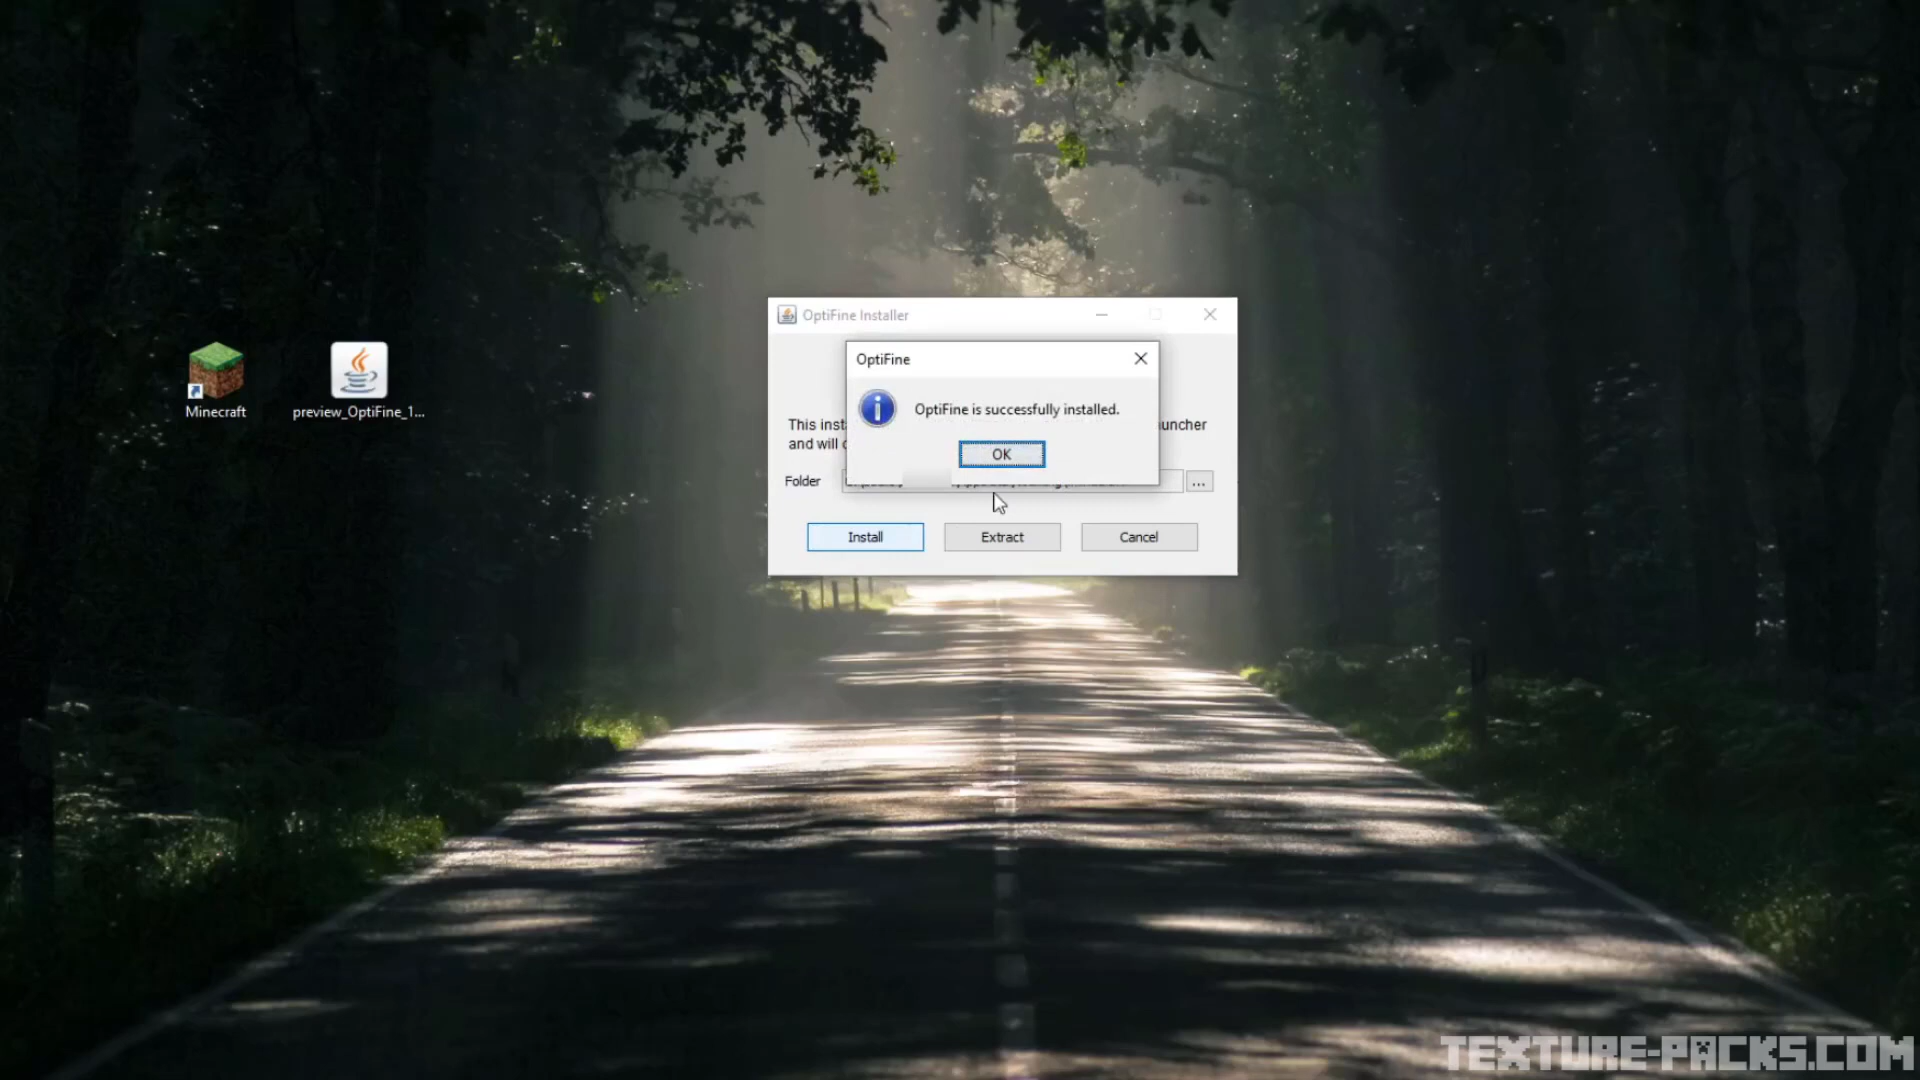 OptiFine Installer
OptiFine
OptiFine is successfully installed.
OK
This inst
uncher
and will
Folder
...
Install
Extract
Cancel
Minecraft
preview_OptiFine_1...
TEXTURE-PACKS.COM